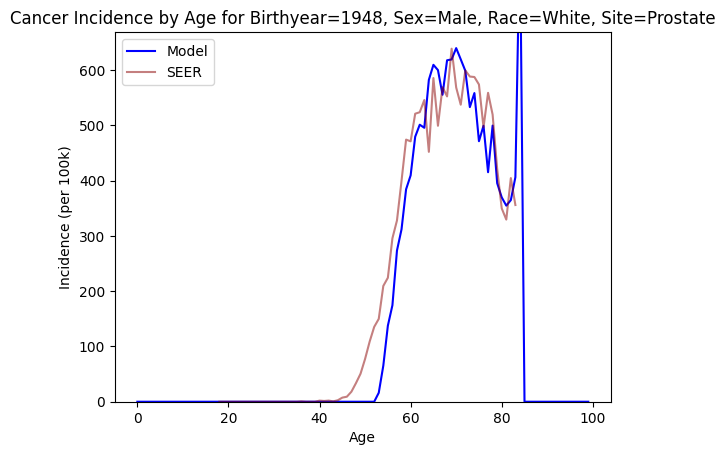 Cancer Incidence by Age for Birthyear=1948, Sex=Male, Race=White, Site=Prostate
Model
SEER
600
500
400
300
200
100
0
Incidence (per 100k)
0 20 40 60 80 100
Age